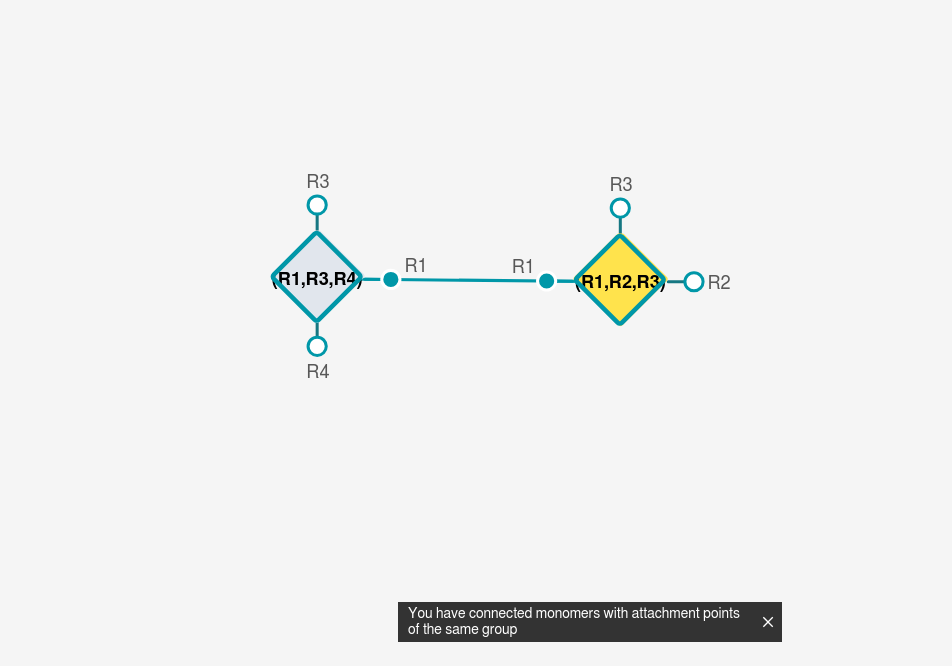 R3
R3
R1
R1
(R1,R3,R4)
(R1,R2,R3)
R2
R4
You have connected monomers with attachment points
of the same group